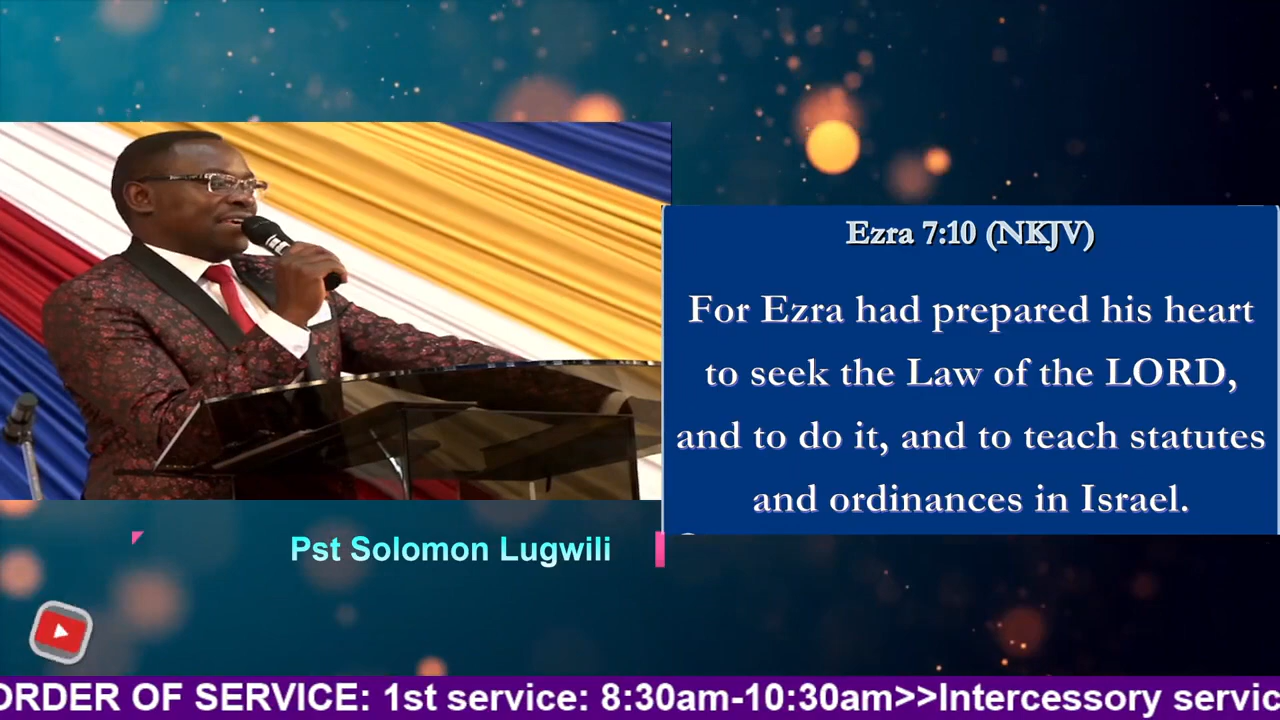 Ezra 7:10 (NKJV)
For Ezra had prepared his heart
to seek the Law of the LORD,
and to do it, and to teach statutes
and ordinances in Israel.
Pst Solomon Lugwili
ORDER OF SERVICE: 1st service: 8:30am-10:30am>>Intercessory servic